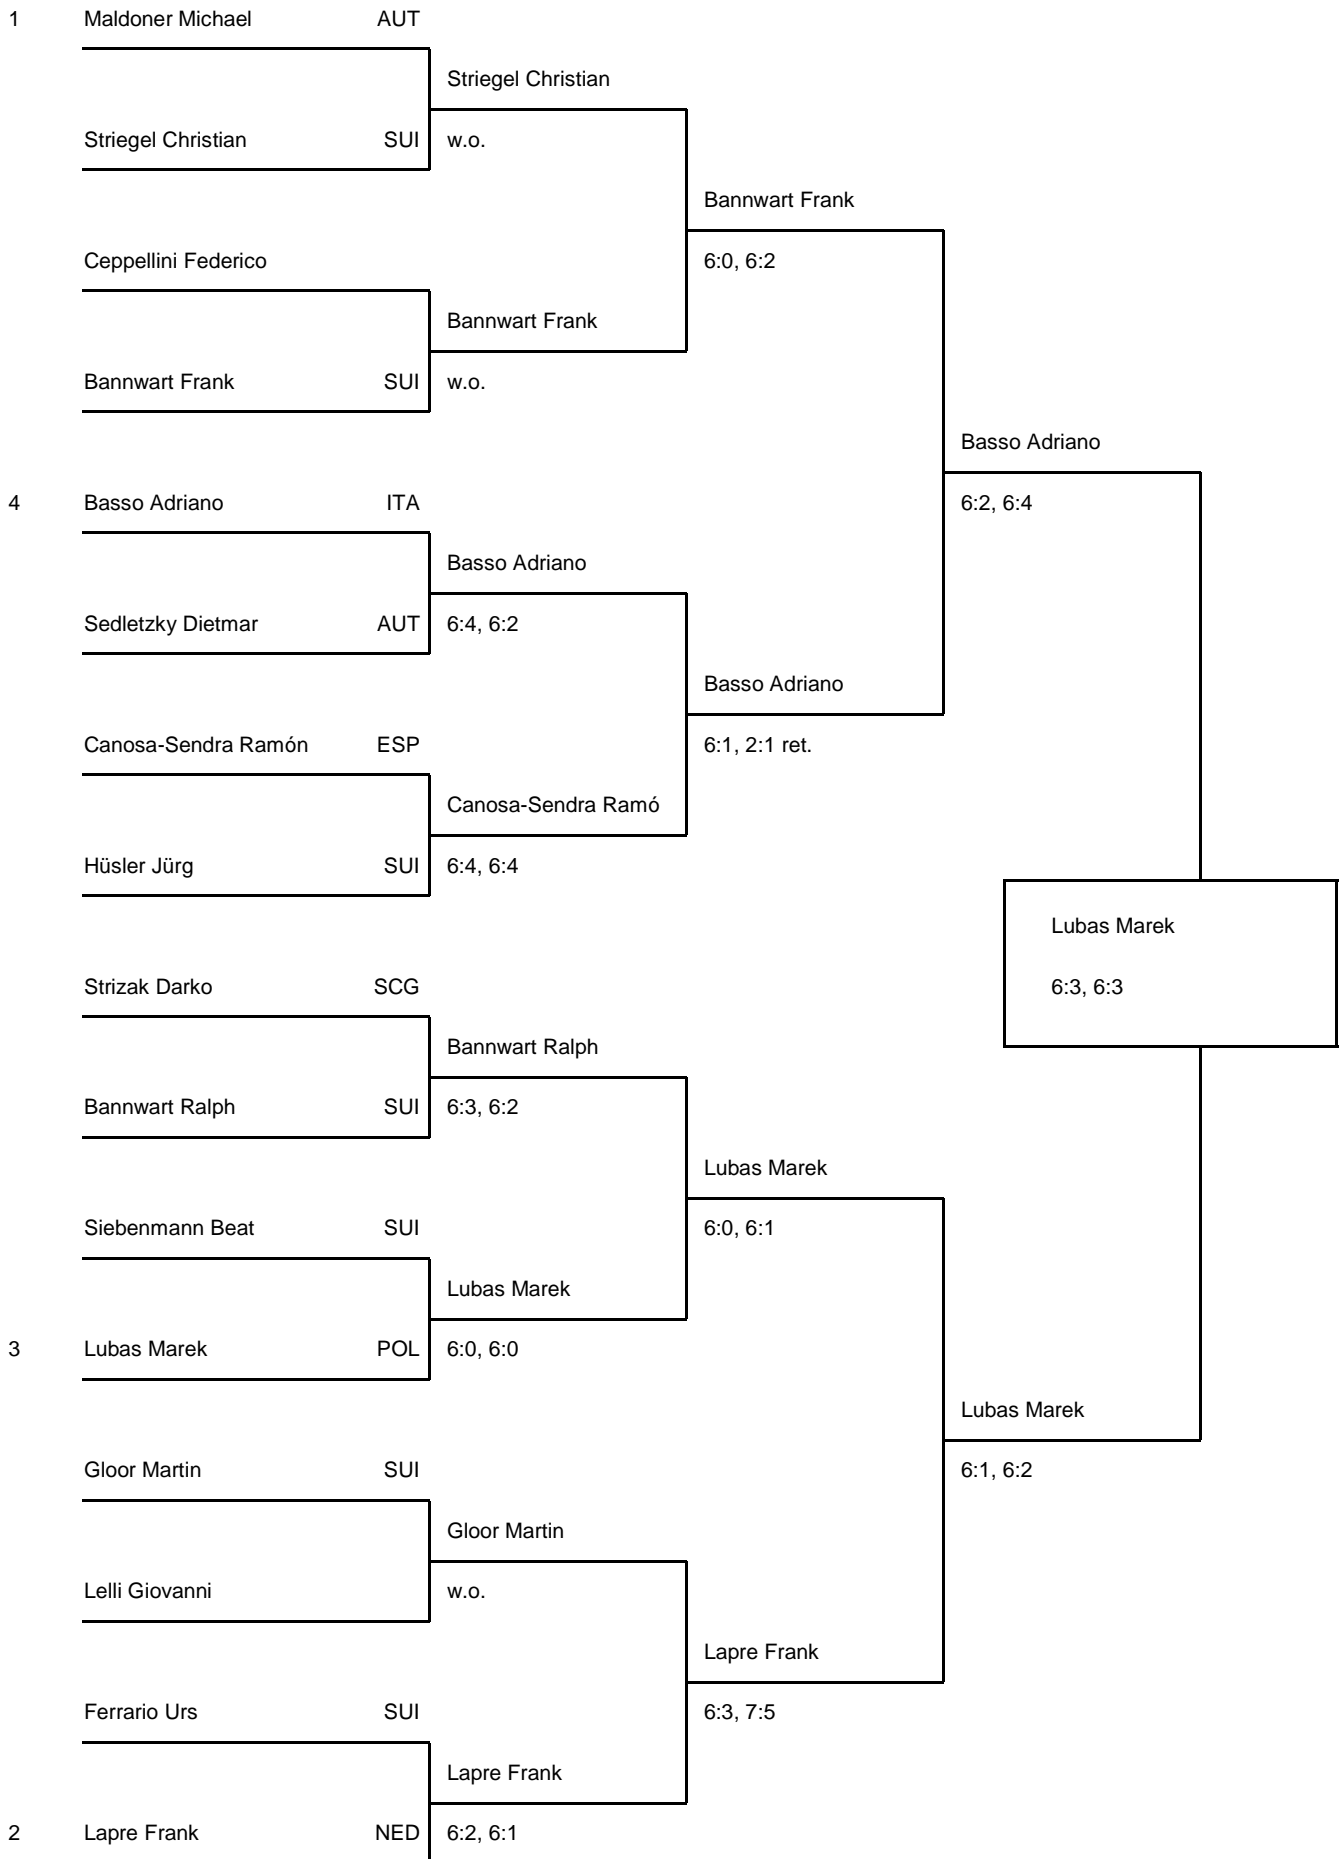 1 Maldoner Michael AUT
Striegel Christian
Striegel Christian SUI w.o.
Bannwart Frank
Ceppellini Federico 6:0, 6:2
Bannwart Frank
Bannwart Frank SUI w.o.
Basso Adriano
4 Basso Adriano ITA 6:2, 6:4
Basso Adriano
Sedletzky Dietmar AUT 6:4, 6:2
Basso Adriano
Canosa-Sendra Ramón ESP 6:1, 2:1 ret.
Canosa-Sendra Ramó
Hüsler Jürg SUI 6:4, 6:4
Lubas Marek
Strizak Darko SCG 6:3, 6:3
Bannwart Ralph
Bannwart Ralph SUI 6:3, 6:2
Lubas Marek
Siebenmann Beat SUI 6:0, 6:1
Lubas Marek
3 Lubas Marek POL 6:0, 6:0
Lubas Marek
Gloor Martin SUI 6:1, 6:2
Gloor Martin
Lelli Giovanni w.o.
Lapre Frank
Ferrario Urs SUI 6:3, 7:5
Lapre Frank
2 Lapre Frank NED 6:2, 6:1